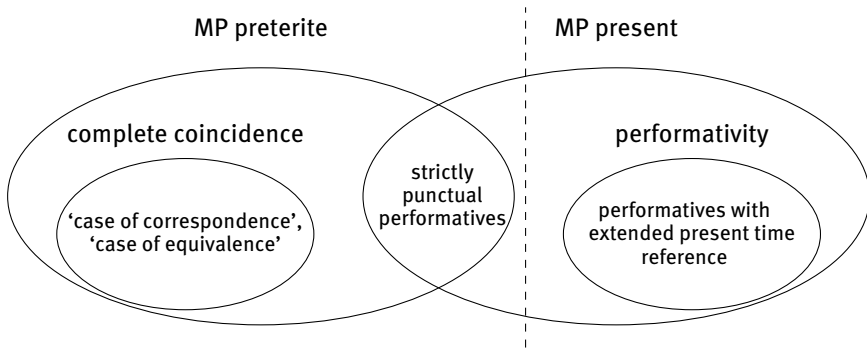 MP preterite
MP present
complete coincidence
performativity
strictly
punctual
performatives
‘case of correspondence’,
‘case of equivalence’
performatives with
extended present time
reference